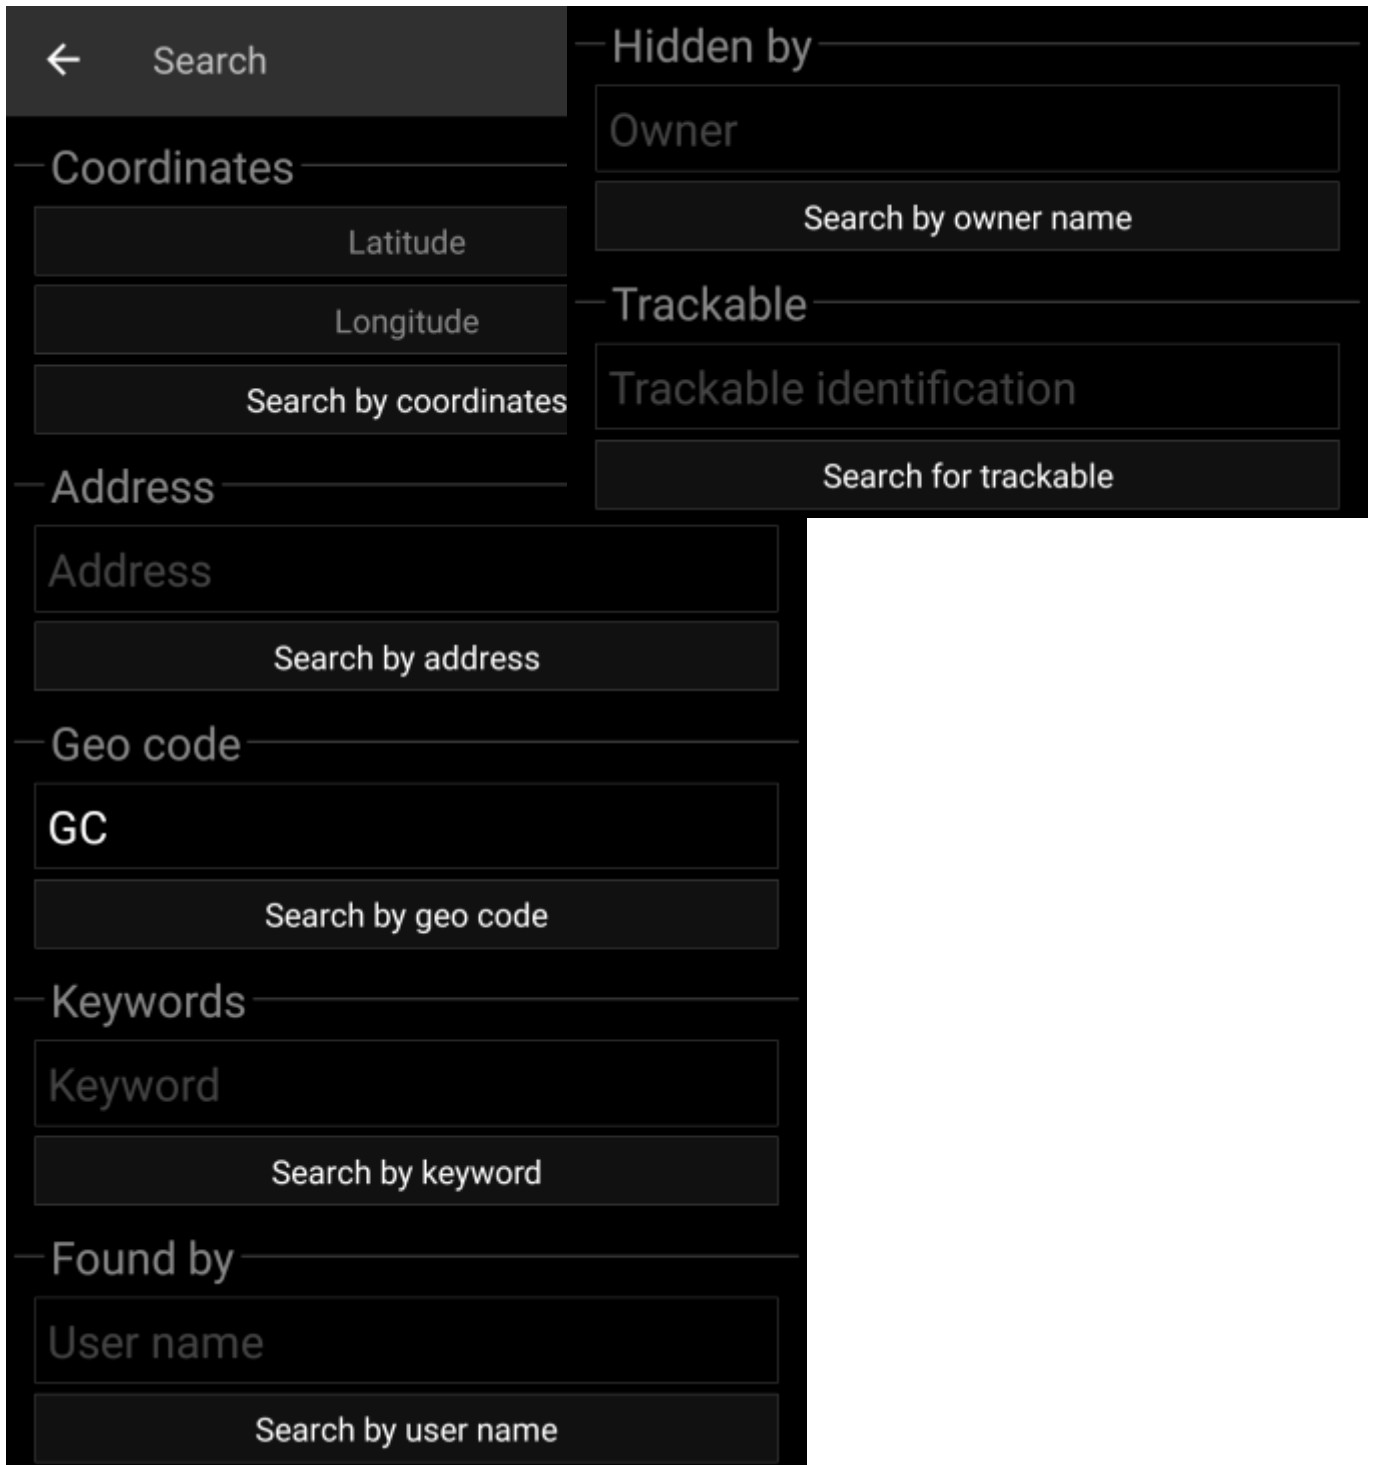 Search
Coordinates
Latitude
Longitude
Search by coordinates
Address
Address
Search by address
Geo code
GC
Search by geo code
Keywords
Keyword
Search by keyword
Found by
User name
Search by user name
Hidden by
Owner
Search by owner name
Trackable
Trackable identification
Search for trackable